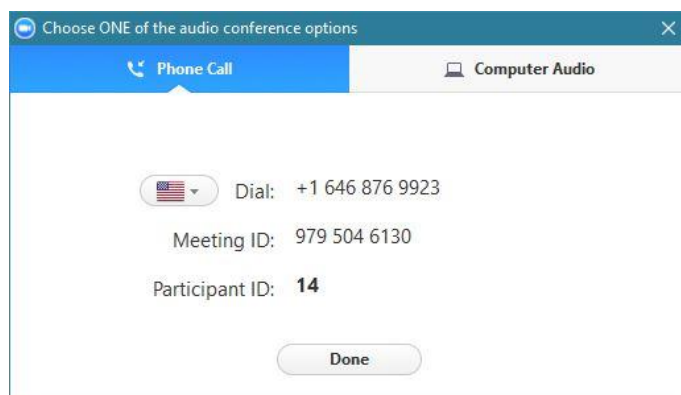 Choose ONE of the audio conference options
Phone Call
Computer Audio
Dial: +1 646 876 9923
Meeting ID: 979 504 6130
Participant ID: 14
Done